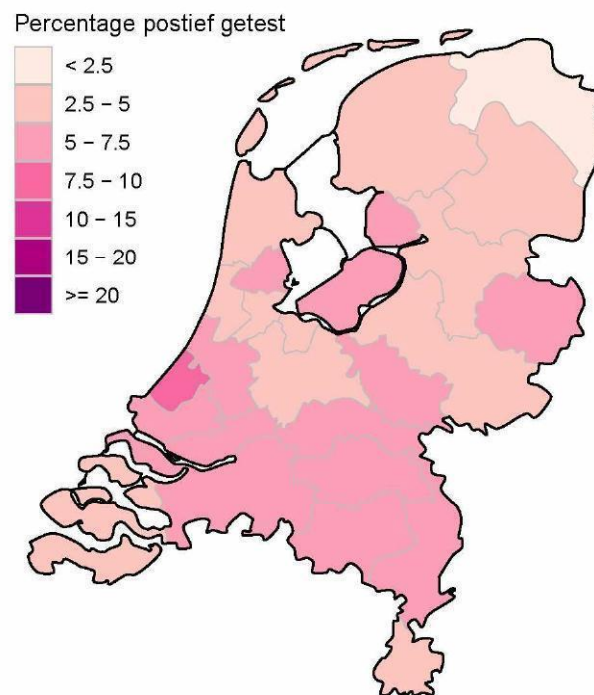 Percentage postief getest
< 2.5
2.5 – 5
5 – 7.5
7.5 – 10
10 – 15
15 – 20
>= 20